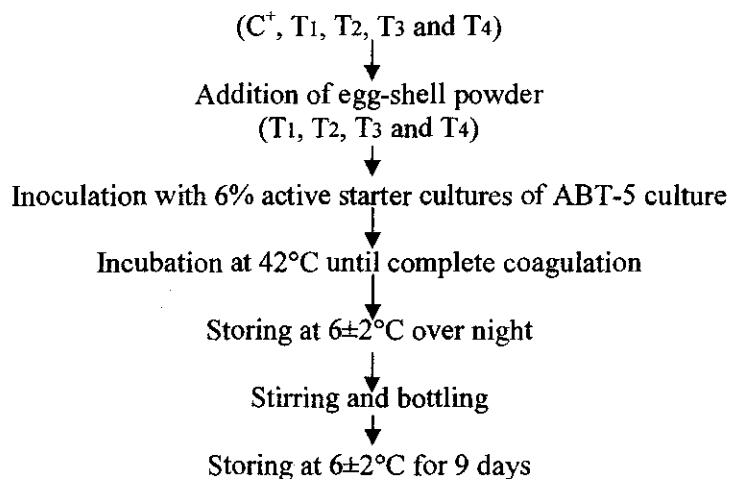 (C⁺, T1, T2, T3 and T4)
Addition of egg-shell powder
(T1, T2, T3 and T4)
Inoculation with 6% active starter cultures of ABT-5 culture
Incubation at 42°C until complete coagulation
Storing at 6±2°C over night
Stirring and bottling
Storing at 6±2°C for 9 days